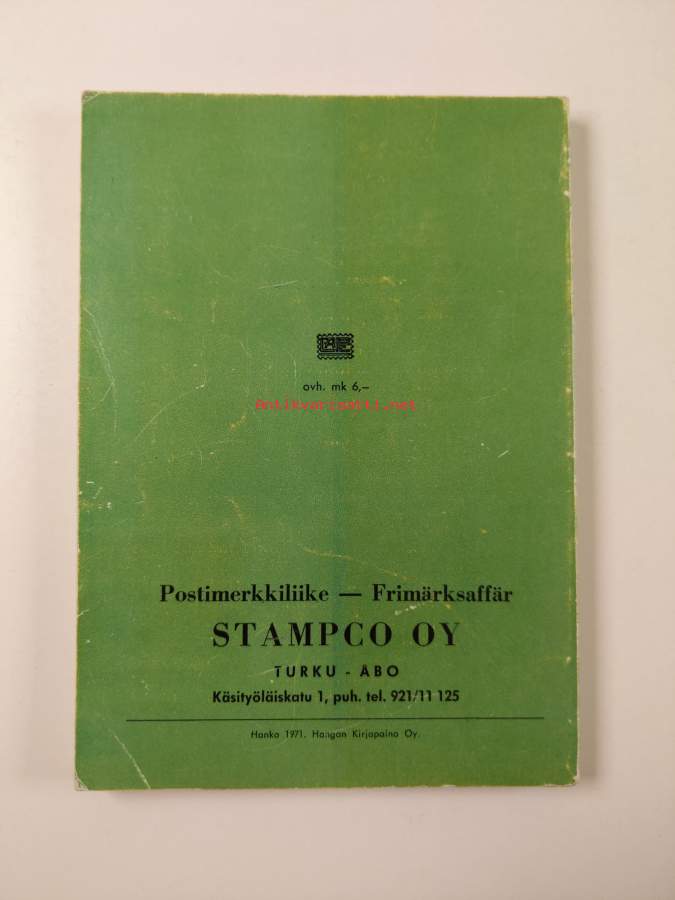 ovh. mk 6,–
Antikvariaatti.net
Postimerkkiliike — Frimärksaffär
STAMPCO OY
TURKU - ÅBO
Käsityöläiskatu 1, puh. tel. 921/11 125
Hanko 1971. Hangon Kirjapaino Oy.